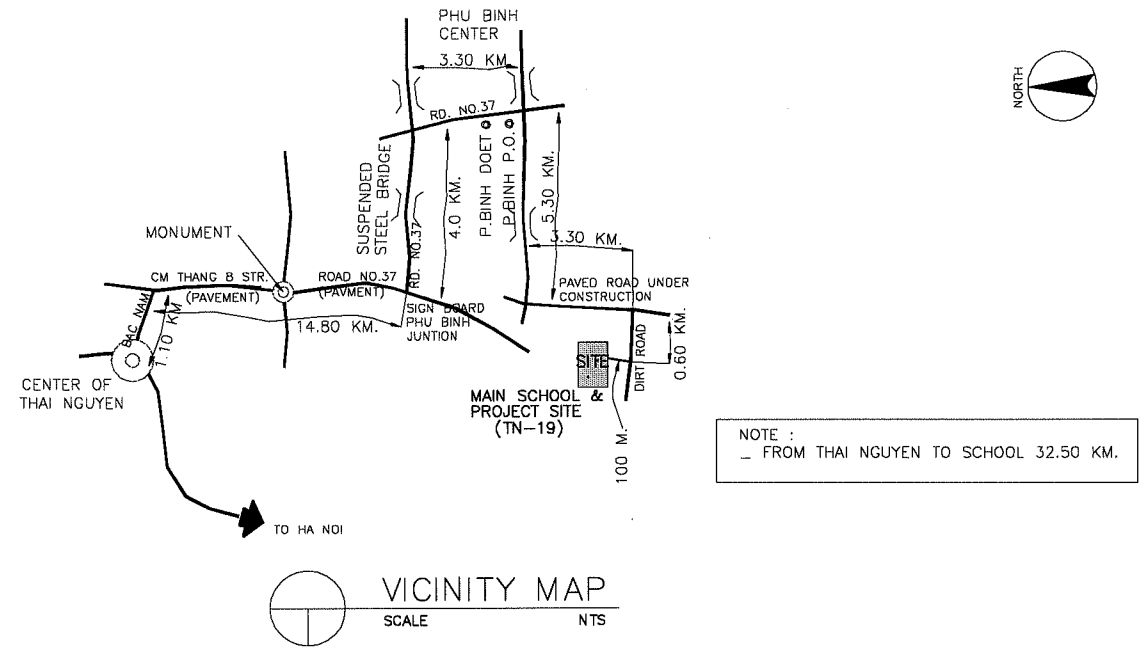 PHU BINH
CENTER
3.30 KM.
NORTH
RD. NO.37
SUSPENDED
STEEL BRIDGE
4.0 KM.
P.BINH DOET
P.BINH P.O.
5.30 KM.
MONUMENT
3.30 KM.
CM THANG 8 STR.
(PAVEMENT)
ROAD NO.37
(PAVMENT)
RD. NO.37
PAVED ROAD UNDER
CONSTRUCTION
BAC NAM
1.10 KM
14.80 KM.
SIGN BOARD
PHU BINH
JUNTION
DIRT ROAD
0.60 KM.
SITE
CENTER OF
THAI NGUYEN
MAIN SCHOOL &
PROJECT SITE
(TN-19)
100 M.
NOTE :
_ FROM THAI NGUYEN TO SCHOOL 32.50 KM.
TO HA NOI
VICINITY MAP
SCALE NTS